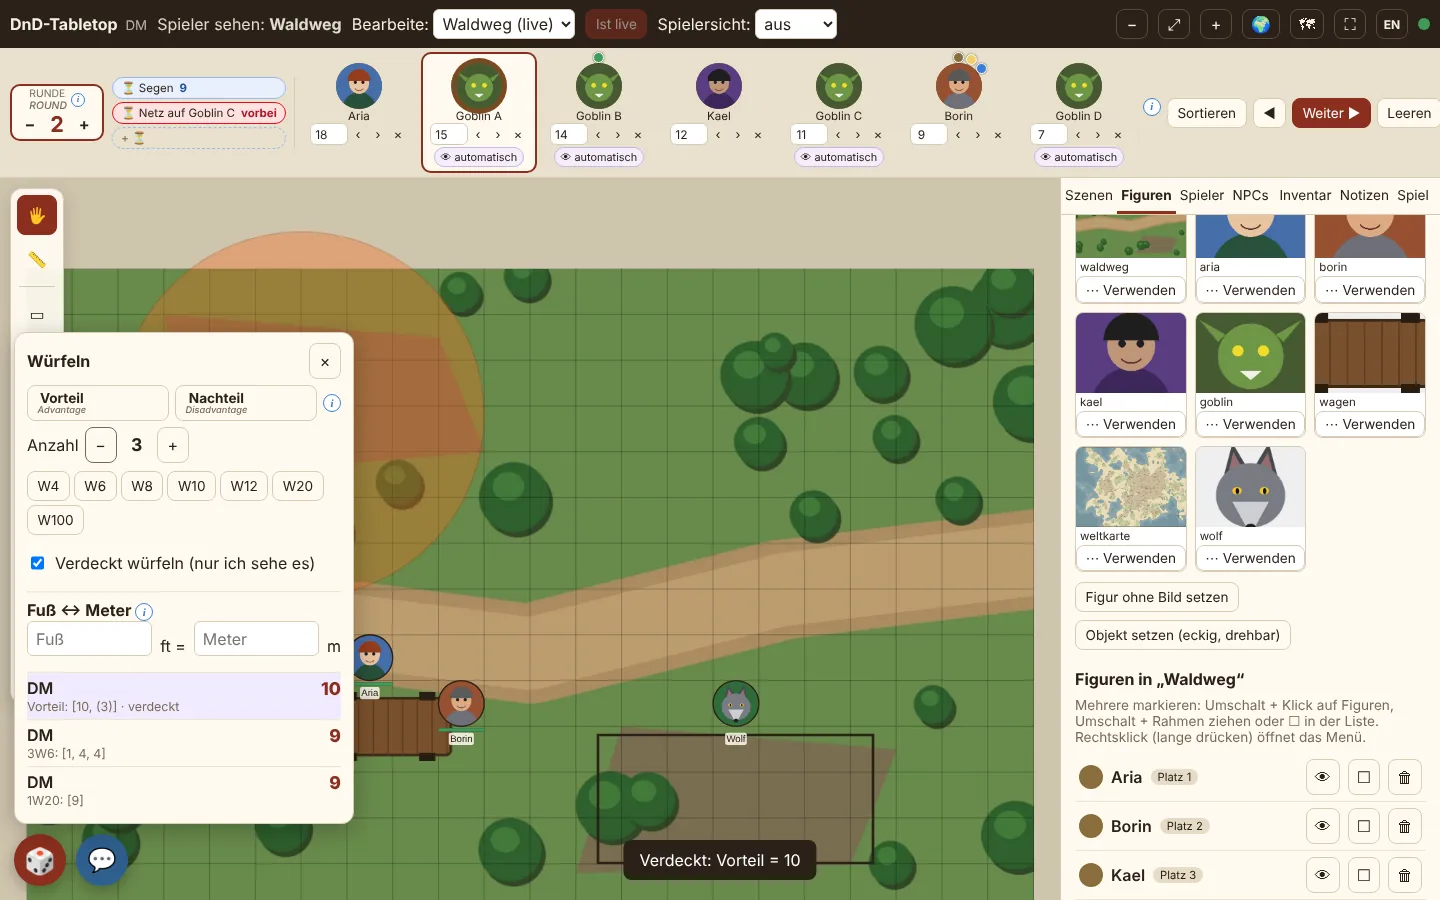 DnD-Tabletop DM Spieler sehen: Waldweg Bearbeite: Waldweg (live) Ist live Spielersicht: aus − + EN
RUNDE
ROUND i
− 2 +
Segen 9
Netz auf Goblin C vorbei
+
Aria
18 ‹ › ×
Goblin A
15 ‹ › ×
automatisch
Goblin B
14 ‹ › ×
automatisch
Kael
12 ‹ › ×
Goblin C
11 ‹ › ×
automatisch
Borin
9 ‹ › ×
Goblin D
7 ‹ › ×
automatisch
i Sortieren ◀ Weiter ▶ Leeren
Szenen Figuren Spieler NPCs Inventar Notizen Spiel
waldweg aria borin
··· Verwenden ··· Verwenden ··· Verwenden
kael goblin wagen
··· Verwenden ··· Verwenden ··· Verwenden
weltkarte wolf
··· Verwenden ··· Verwenden
Figur ohne Bild setzen
Objekt setzen (eckig, drehbar)
Figuren in „Waldweg“
Mehrere markieren: Umschalt + Klick auf Figuren,
Umschalt + Rahmen ziehen oder ☐ in der Liste.
Rechtsklick (lange drücken) öffnet das Menü.
Aria Platz 1
Borin Platz 2
Kael Platz 3
Würfeln ×
Vorteil
Advantage
Nachteil
Disadvantage
i
Anzahl − 3 +
W4 W6 W8 W10 W12 W20
W100
Verdeckt würfeln (nur ich sehe es)
Fuß ↔ Meter i
Fuß ft = Meter m
DM 10
Vorteil: [10, (3)] · verdeckt
DM 9
3W6: [1, 4, 4]
DM 9
1W20: [9]
Aria
Borin
Wolf
Verdeckt: Vorteil = 10